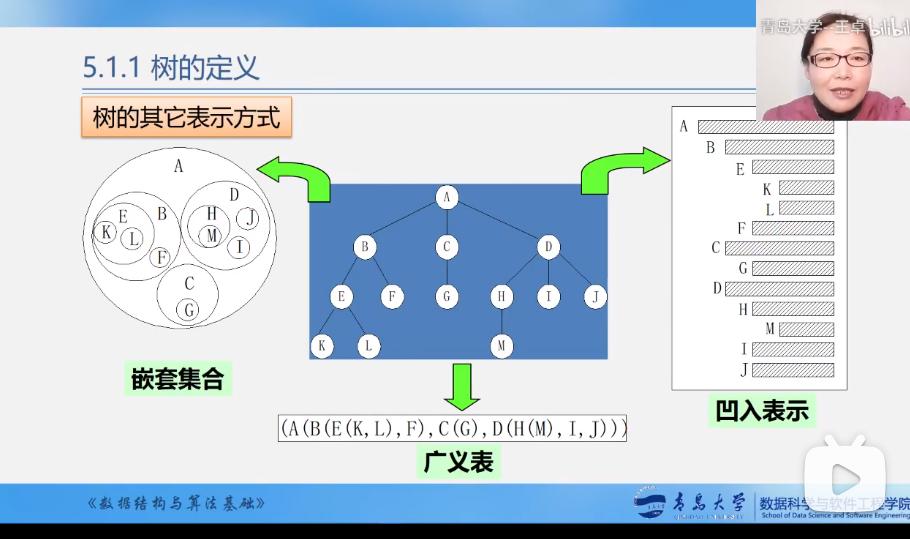 青岛大学-王卓 bilibili
5.1.1 树的定义
树的其它表示方式
A
B
E
K
L
F
D
H
M
J
I
C
G
嵌套集合
A
B
C
D
E
F
G
H
I
J
K
L
M
(A(B(E(K,L),F),C(G),D(H(M),I,J)))
广义表
A
B
E
K
L
F
C
G
D
H
M
I
J
凹入表示
《数据结构与算法基础》
青岛大学
数据科学与软件工程学院
School of Data Science and Software Engineering